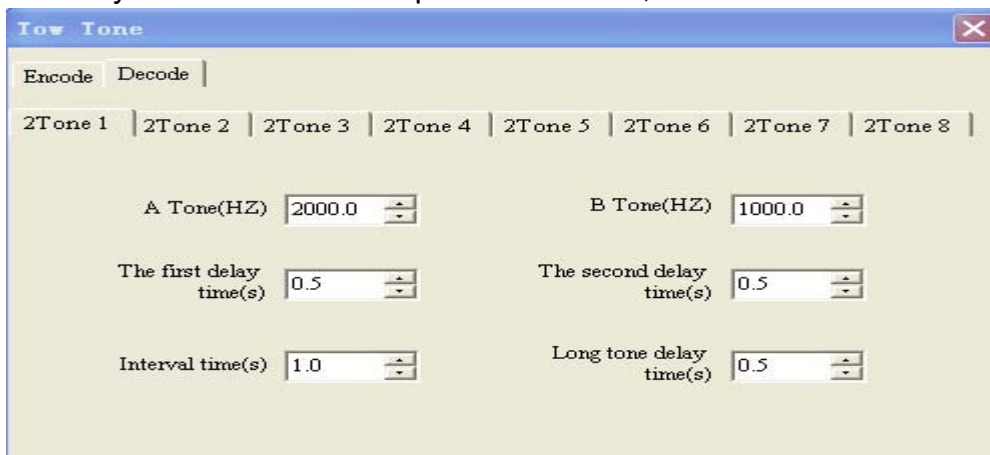 Tow Tone
Encode Decode
2Tone 1 2Tone 2 2Tone 3 2Tone 4 2Tone 5 2Tone 6 2Tone 7 2Tone 8
A Tone(HZ) 2000.0 B Tone(HZ) 1000.0
The first delay time(s) 0.5 The second delay time(s) 0.5
Interval time(s) 1.0 Long tone delay time(s) 0.5